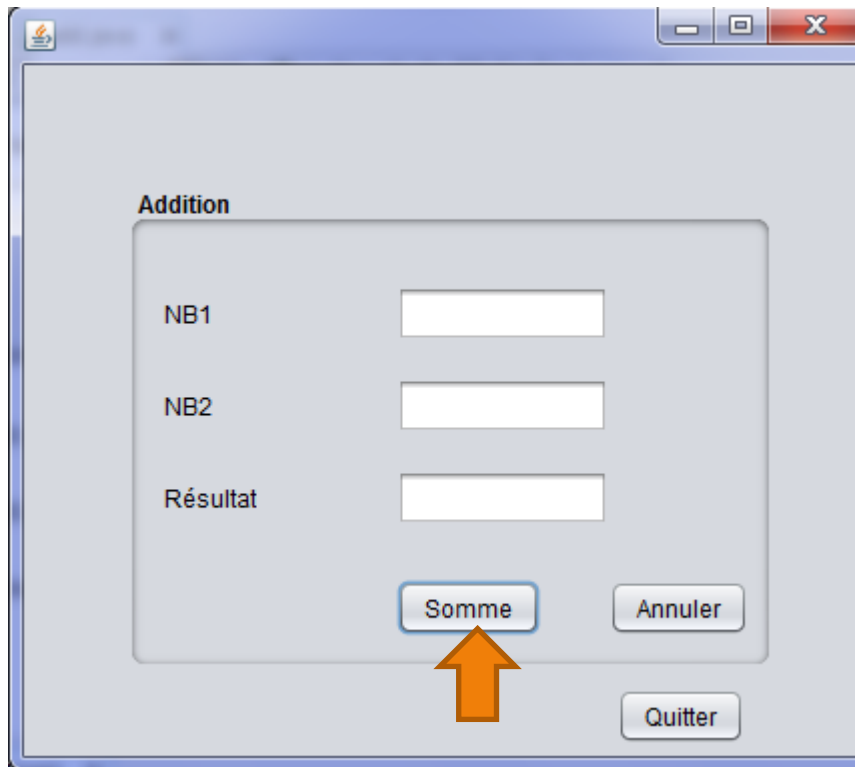 Addition
NB1
NB2
Résultat
Somme Annuler
Quitter